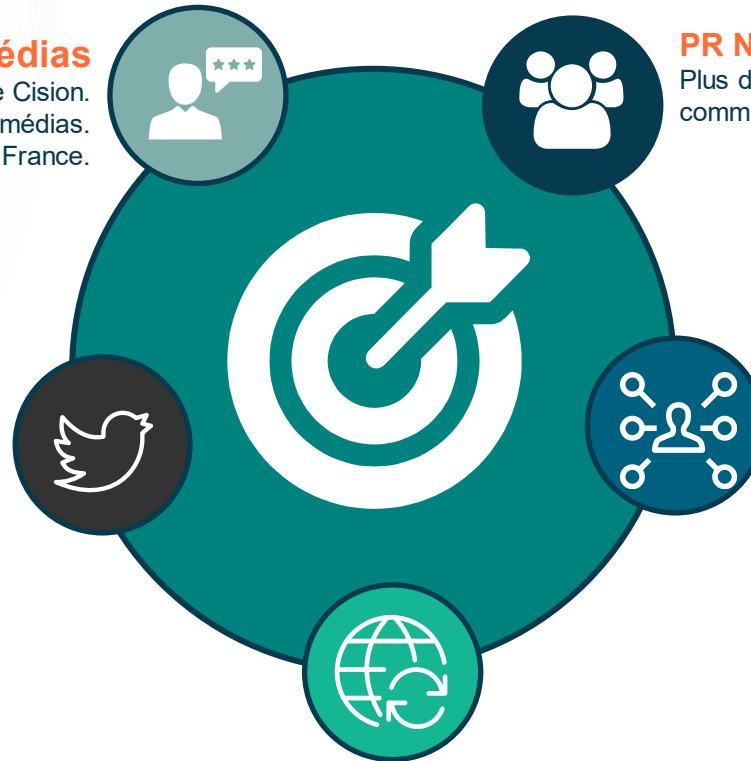 édias
e Cision.
médias.
France.
PR N
Plus d
comm